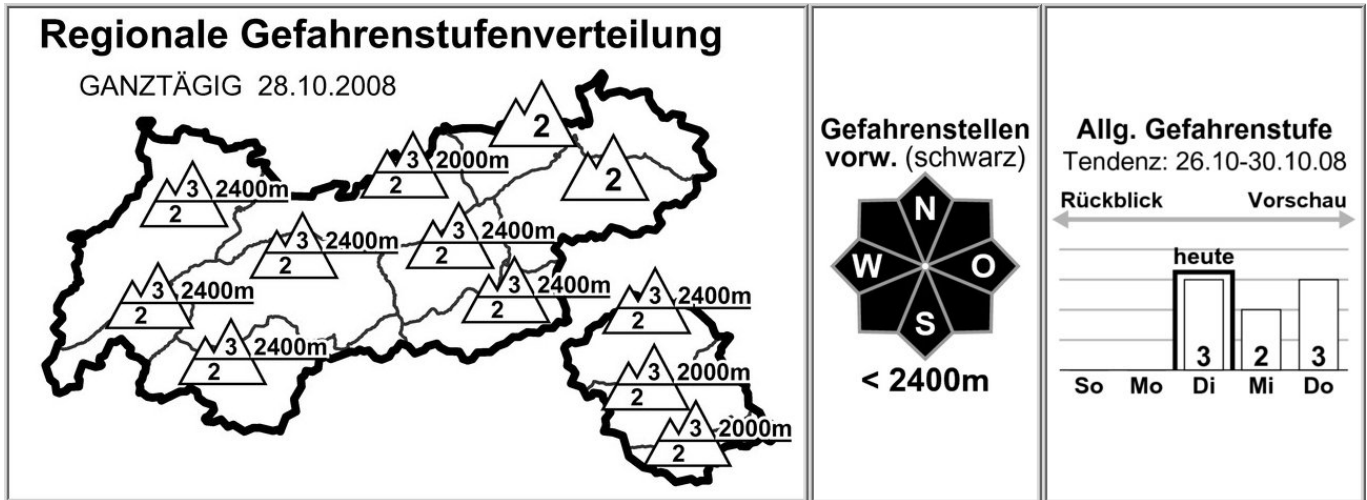 Regionale Gefahrenstufenverteilung
GANZTÄGIG 28.10.2008
2
3 2000m
2
2
3 2400m
2
3 2400m
2
3 2400m
2
3 2400m
2
3 2400m
2
3 2400m
2
3 2400m
2
3 2000m
2
3 2000m
2
Gefahrenstellen
vorw. (schwarz)
N
W O
S
< 2400m
Allg. Gefahrenstufe
Tendenz: 26.10-30.10.08
Rückblick Vorschau
heute
3 2 3
So Mo Di Mi Do